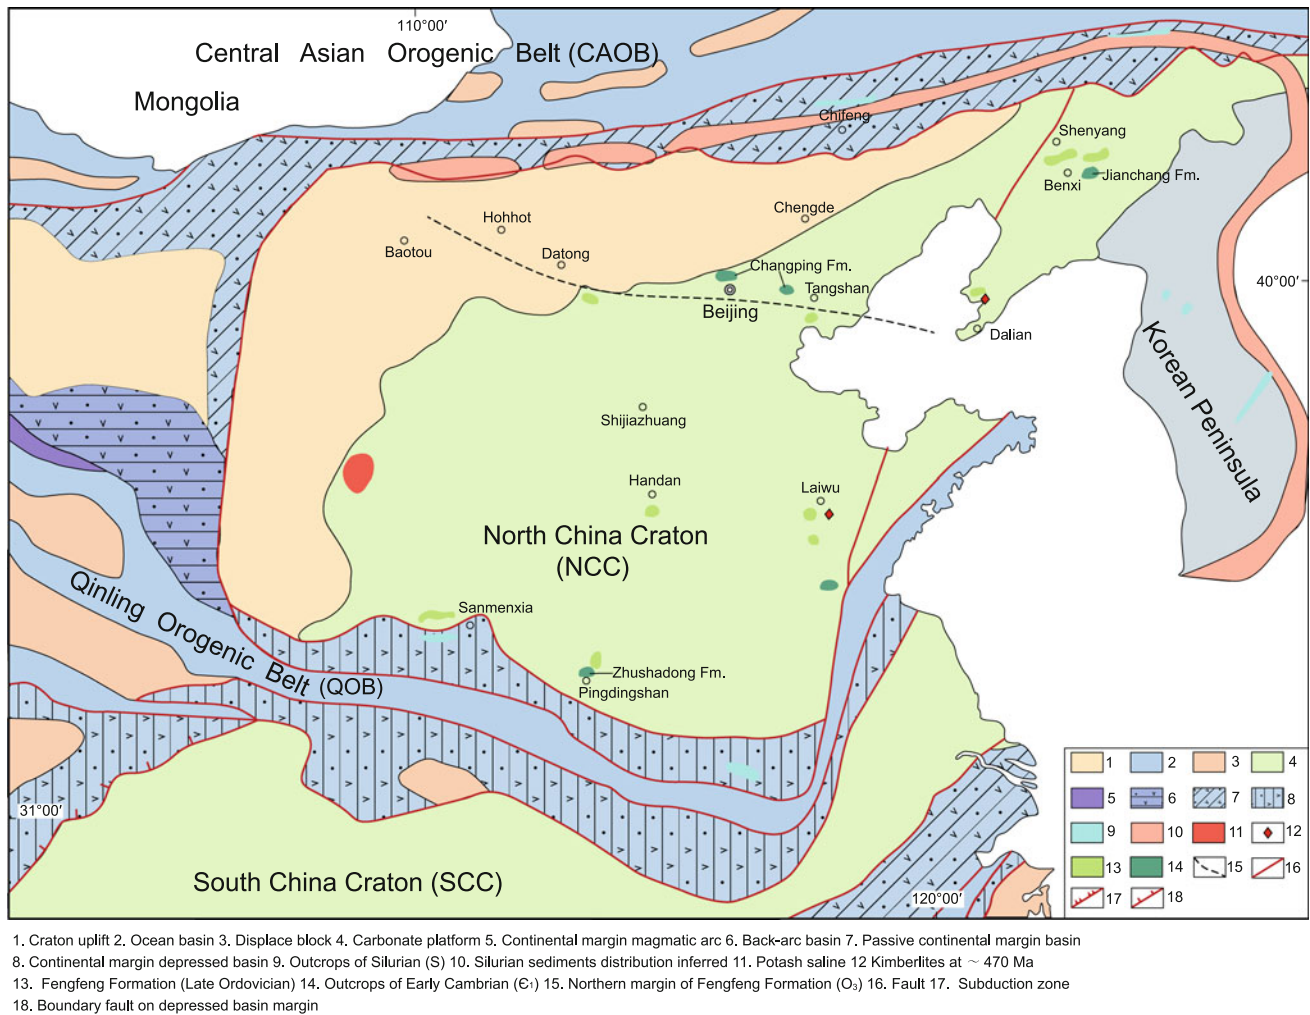 110°00′
Central Asian Orogenic Belt (CAOB)
Mongolia
Chifeng
Shenyang
Benxi
Jianchang Fm.
Hohhot
Chengde
Baotou
Datong
Changping Fm.
Tangshan
40°00′
Beijing
Dalian
Korean Peninsula
Shijiazhuang
Handan
Laiwu
North China Craton
(NCC)
Qinling Orogenic Belt (QOB)
Sanmenxia
Zhushadong Fm.
Pingdingshan
31°00′
South China Craton (SCC)
120°00′
1 2 3 4
5 6 7 8
9 10 11 12
13 14 15 16
17 18
1. Craton uplift 2. Ocean basin 3. Displace block 4. Carbonate platform 5. Continental margin magmatic arc 6. Back-arc basin 7. Passive continental margin basin
8. Continental margin depressed basin 9. Outcrops of Silurian (S) 10. Silurian sediments distribution inferred 11. Potash saline 12 Kimberlites at ~ 470 Ma
13. Fengfeng Formation (Late Ordovician) 14. Outcrops of Early Cambrian (Є₁) 15. Northern margin of Fengfeng Formation (O₃) 16. Fault 17. Subduction zone
18. Boundary fault on depressed basin margin